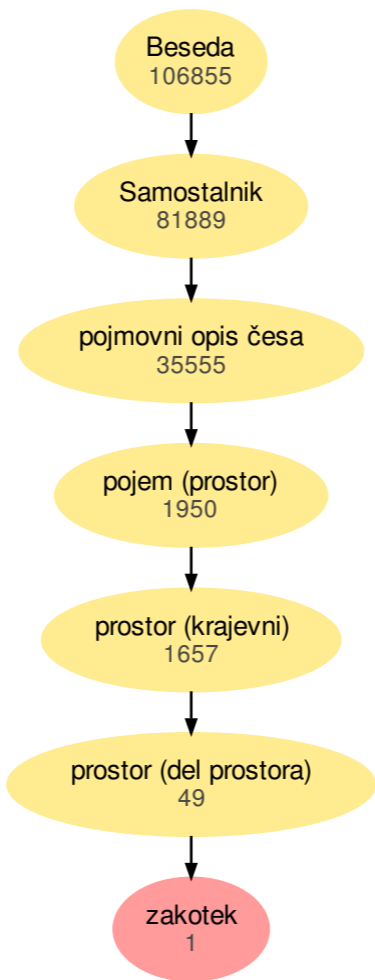 Beseda
106855
Samostalnik
81889
pojmovni opis česa
35555
pojem (prostor)
1950
prostor (krajevni)
1657
prostor (del prostora)
49
zakotek
1